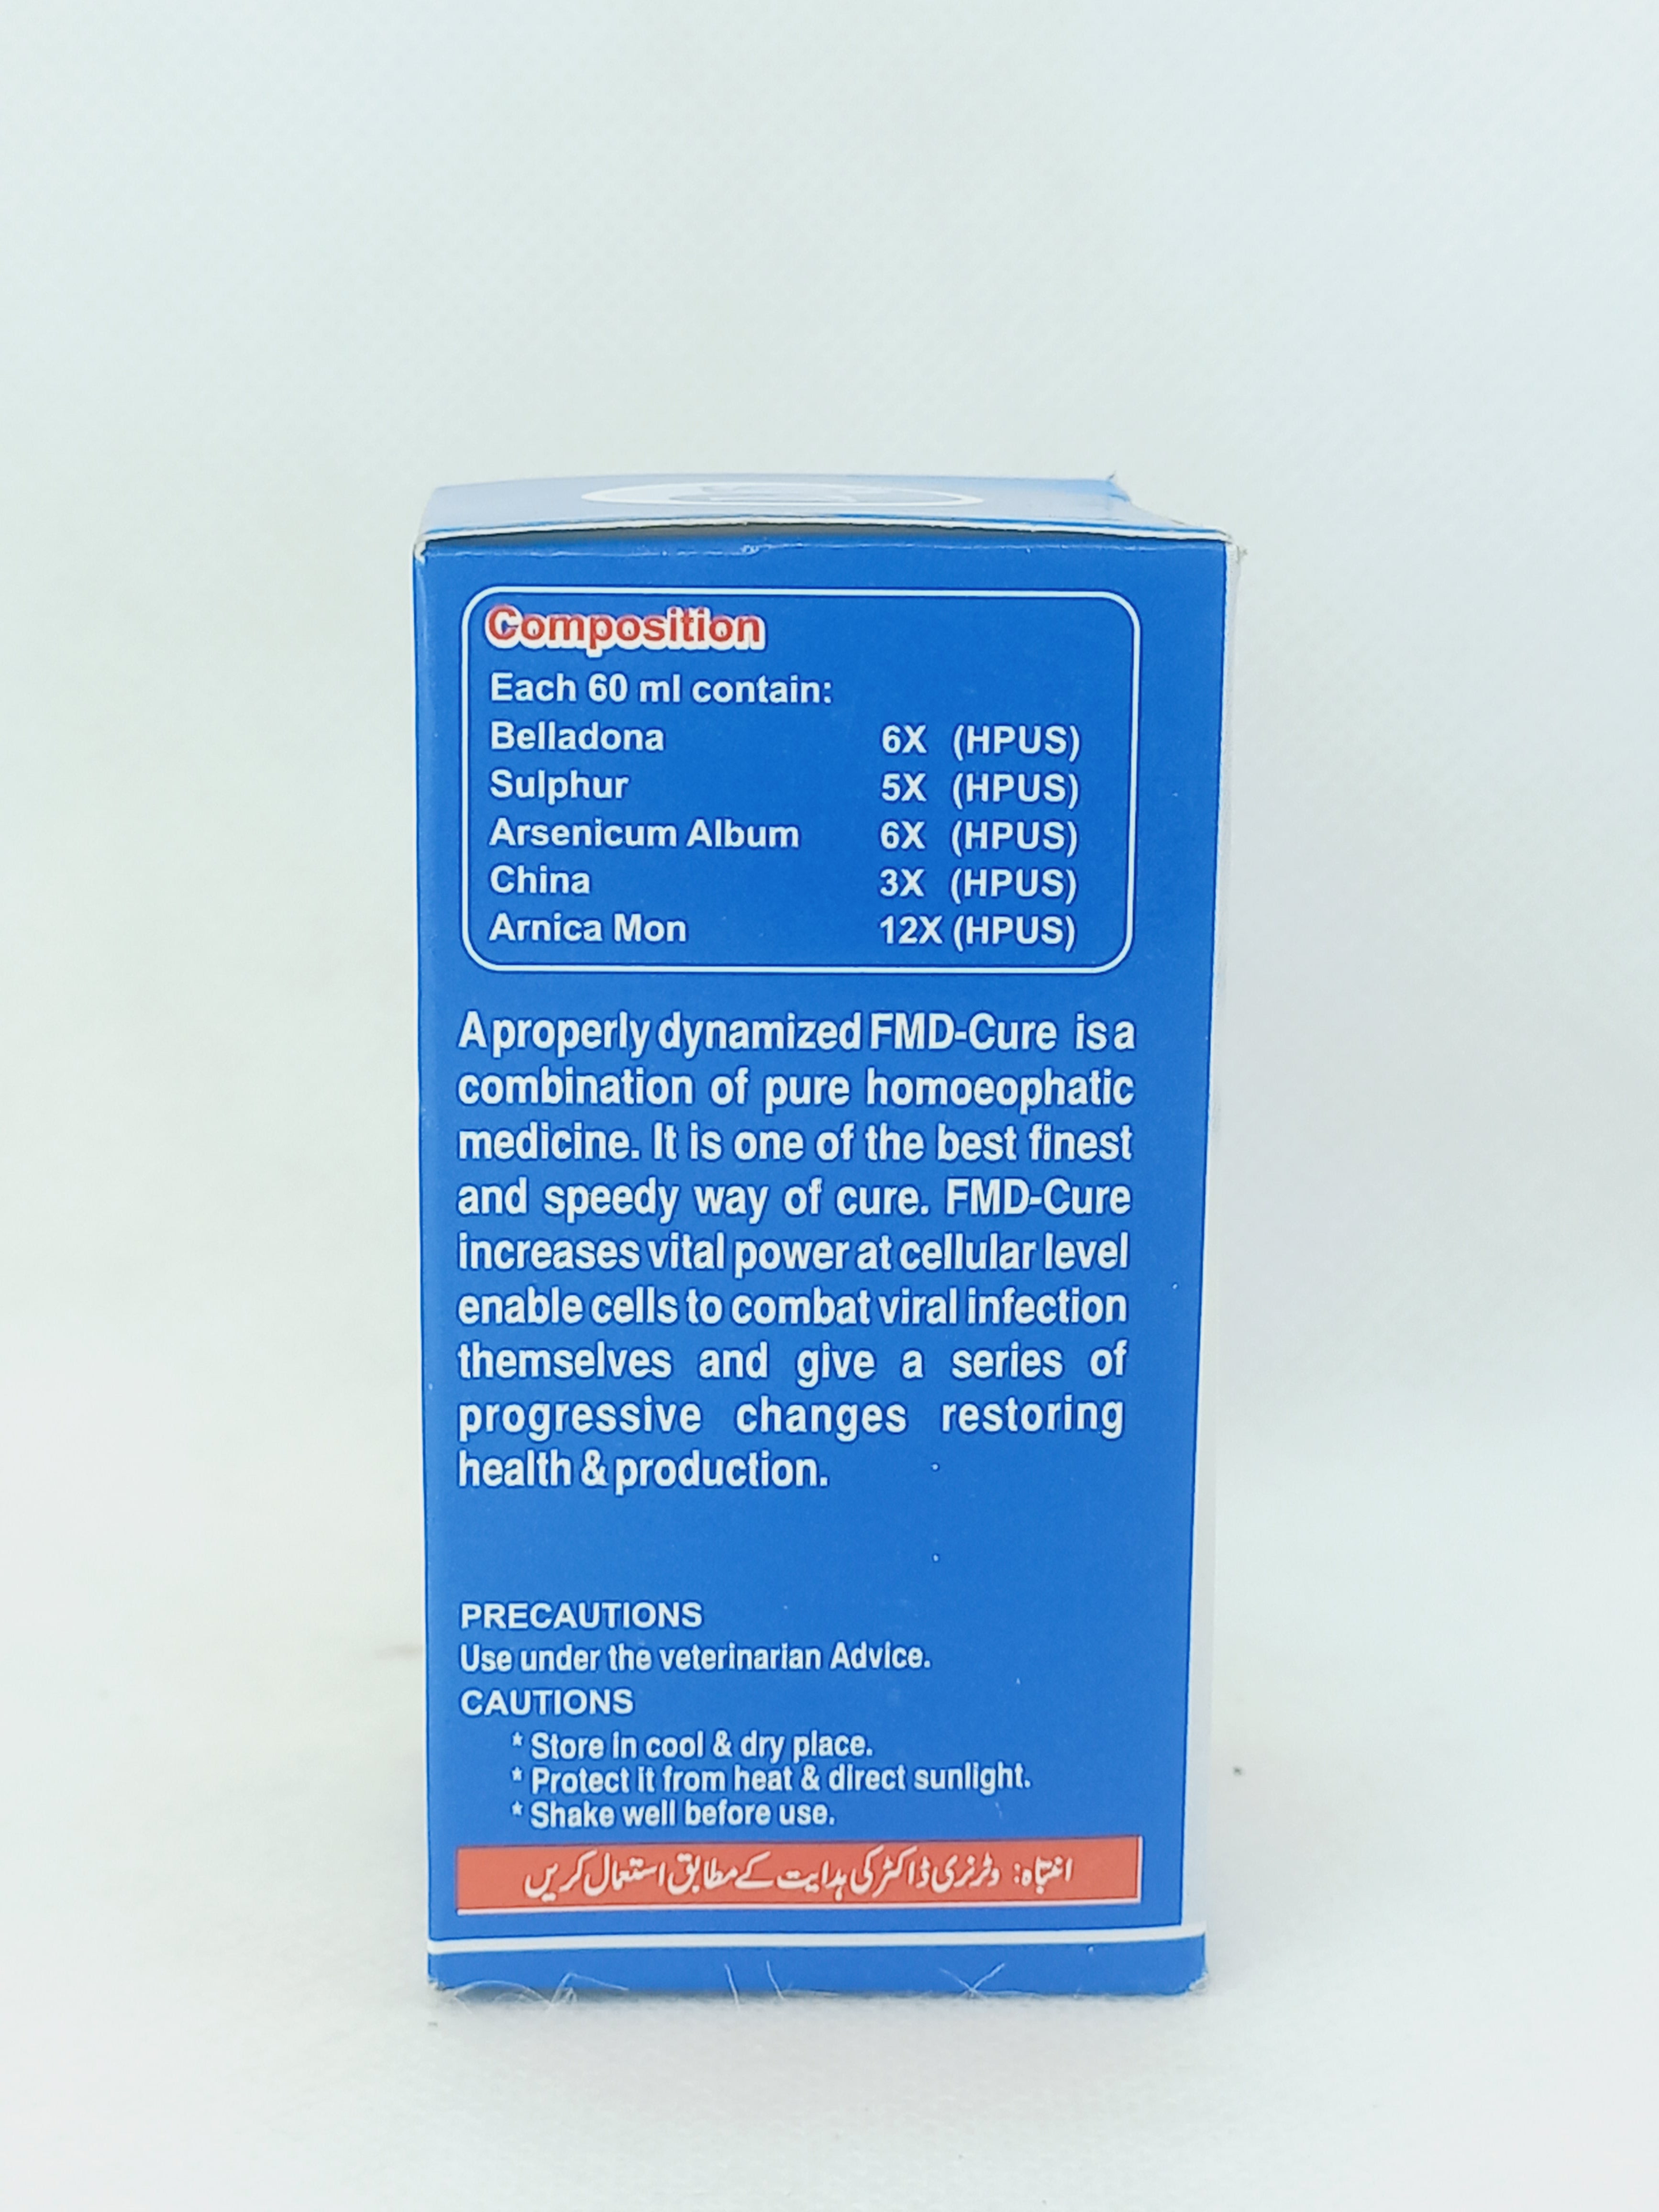 Composition
Each 60 ml contain:
Belladona 6X (HPUS)
Sulphur 5X (HPUS)
Arsenicum Album 6X (HPUS)
China 3X (HPUS)
Arnica Mon 12X (HPUS)
A properly dynamized FMD-Cure is a
combination of pure homoeophatic
medicine. It is one of the best finest
and speedy way of cure. FMD-Cure
increases vital power at cellular level
enable cells to combat viral infection
themselves and give a series of
progressive changes restoring
health & production.
PRECAUTIONS
Use under the veterinarian Advice.
CAUTIONS
* Store in cool & dry place.
* Protect it from heat & direct sunlight.
* Shake well before use.
انتباہ: وٹرنری ڈاکٹر کی ہدایت کے مطابق استعمال کریں